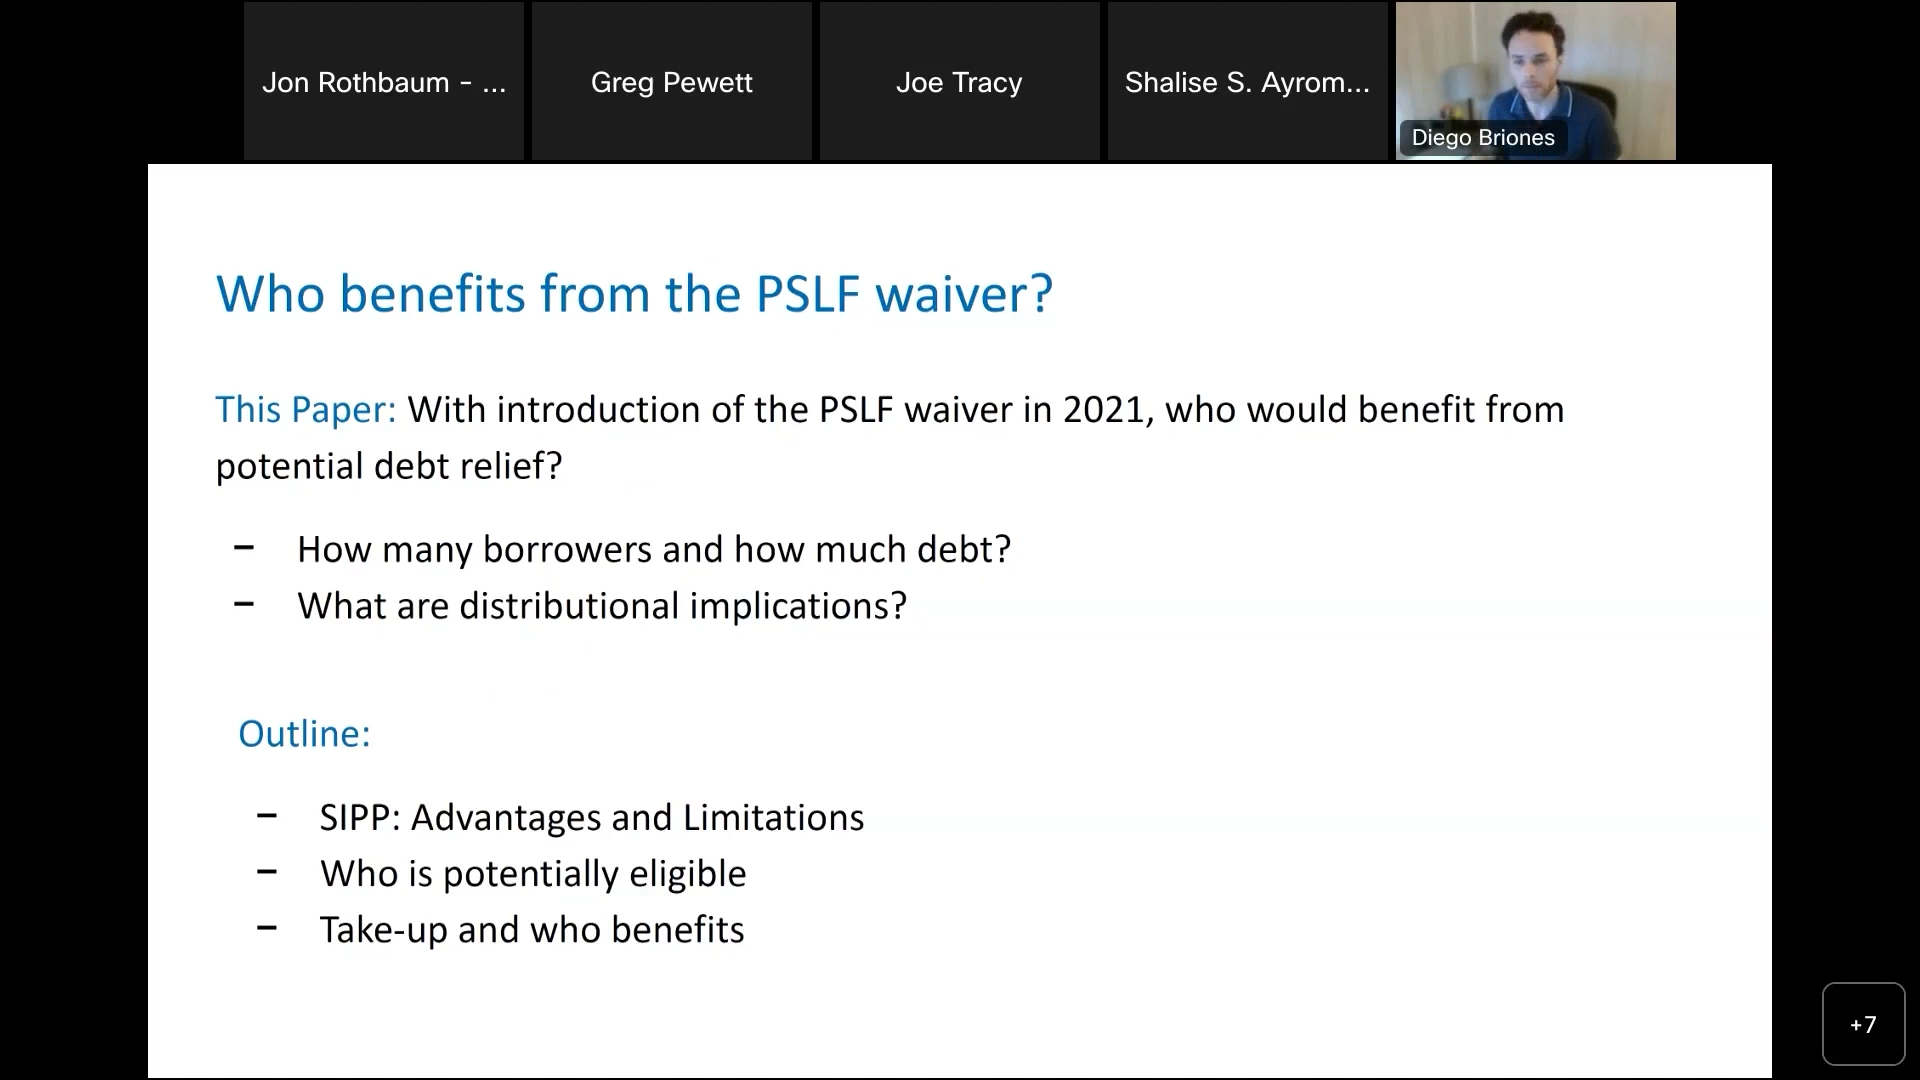 Jon Rothbaum - ...
Greg Pewett
Joe Tracy
Shalise S. Ayrom...
Diego Briones
Who benefits from the PSLF waiver?
This Paper: With introduction of the PSLF waiver in 2021, who would benefit from
potential debt relief?
– How many borrowers and how much debt?
– What are distributional implications?
Outline:
– SIPP: Advantages and Limitations
– Who is potentially eligible
– Take-up and who benefits
+7